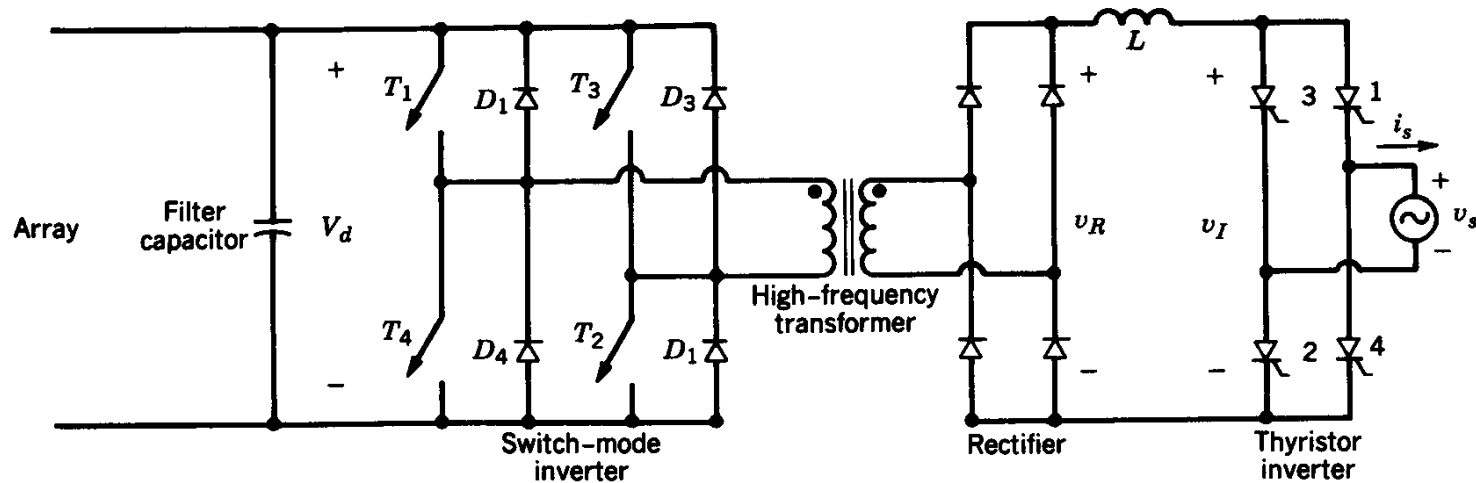 Array
Filter
capacitor
+
V_d
−
T_1
D_1
T_3
D_3
T_4
D_4
T_2
D_1
Switch-mode
inverter
High-frequency
transformer
+
v_R
−
Rectifier
L
+
v_I
−
3
1
2
4
i_s
+
v_s
−
Thyristor
inverter